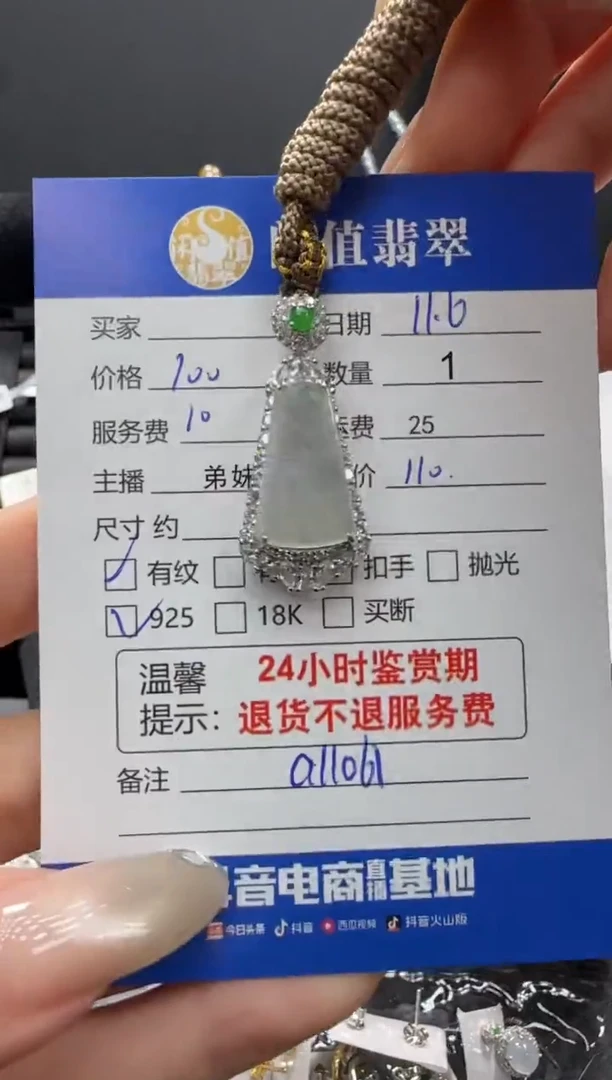 值翡翠
买家 日期 11.6
价格 100 数量 1
服务费 10 费 25
主播 弟妹 价 110.
尺寸 约
有纹 扣手 抛光
925 18K 买断
温馨提示: 24小时鉴赏期
退货不退服务费
备注 a11061
音电商直播基地
今日头条 抖音 西瓜视频 抖音火山版